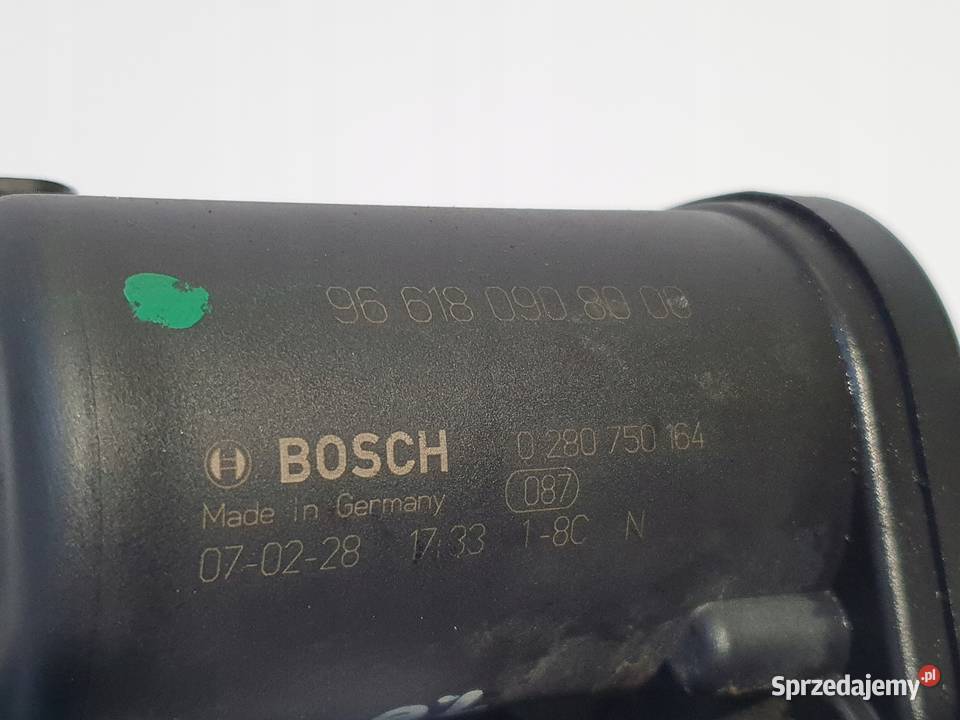 96 618 090 80 00
BOSCH 0 280 750 164
Made in Germany 087
07-02-28 17:33 1-8C N
Sprzedajemy.pl